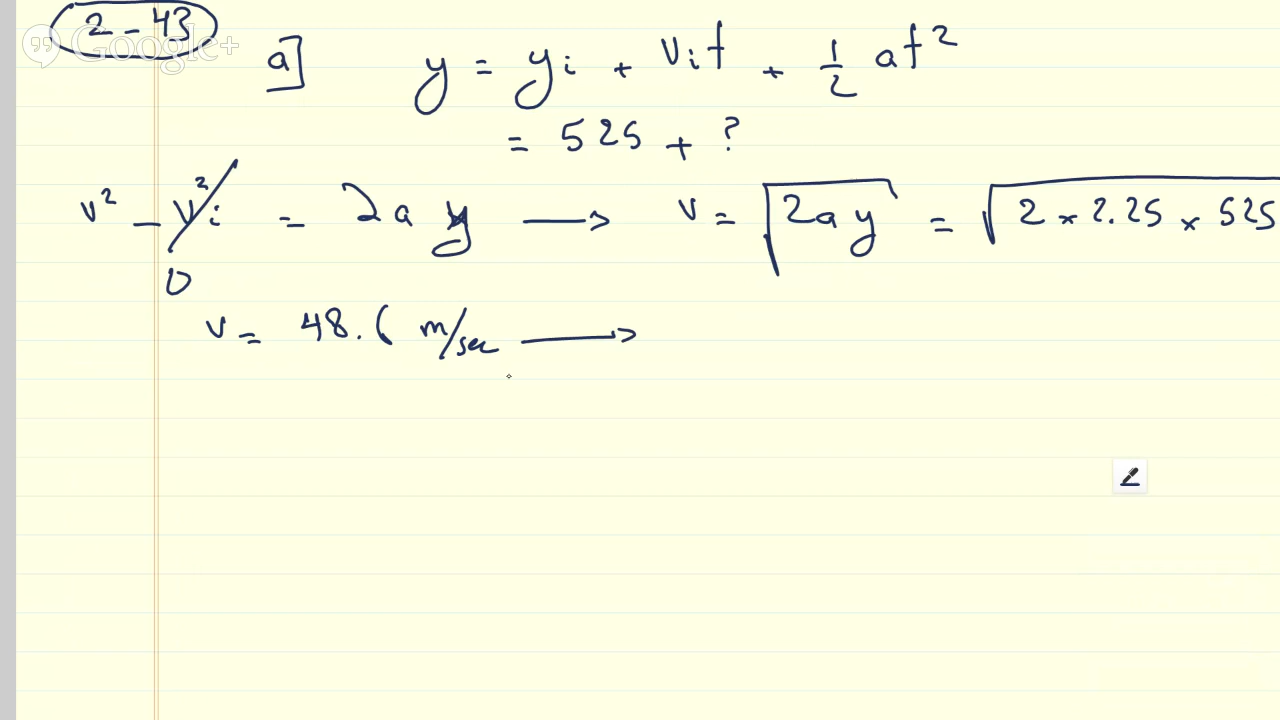 2 - 43
Google+
a] y = yi + vit + 1/2 at²
= 525 + ?
v² - v²i = 2ay → v = √2ay = √2 × 2.25 × 525
0
v = 48.6 m/sec →